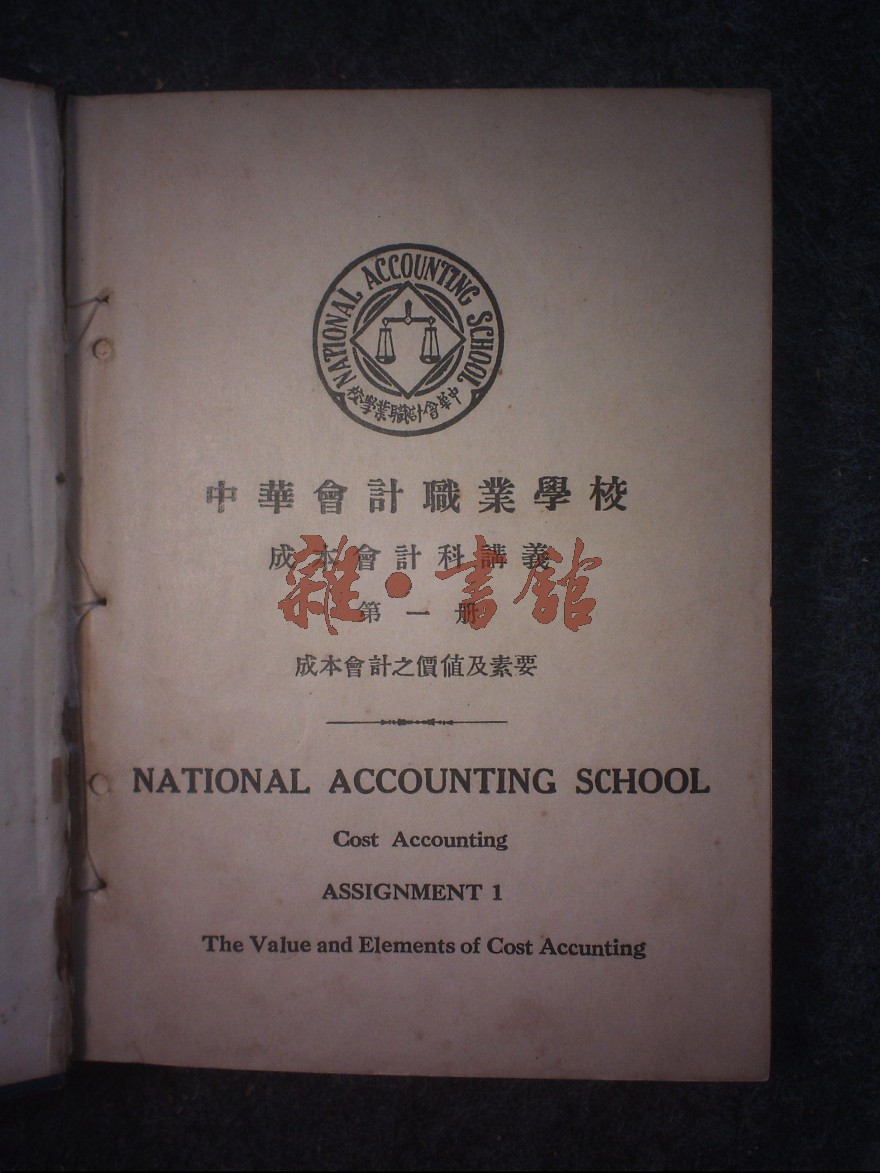 NATIONAL ACCOUNTING SCHOOL
中華會計職業學校
中華會計職業學校
成本會計科講義
雜·書館
第一册
成本會計之價値及素要
NATIONAL ACCOUNTING SCHOOL
Cost Accounting
ASSIGNMENT 1
The Value and Elements of Cost Accunting